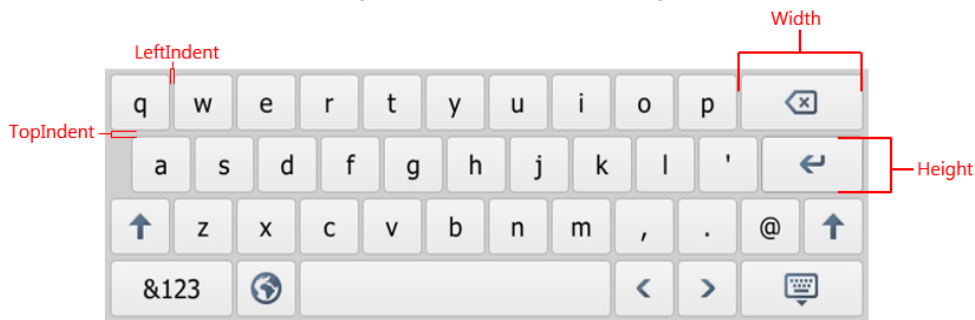 Width
LeftIndent
q w e r t y u i o p
TopIndent
a s d f g h j k l '
Height
z x c v b n m , . @
&123 < >